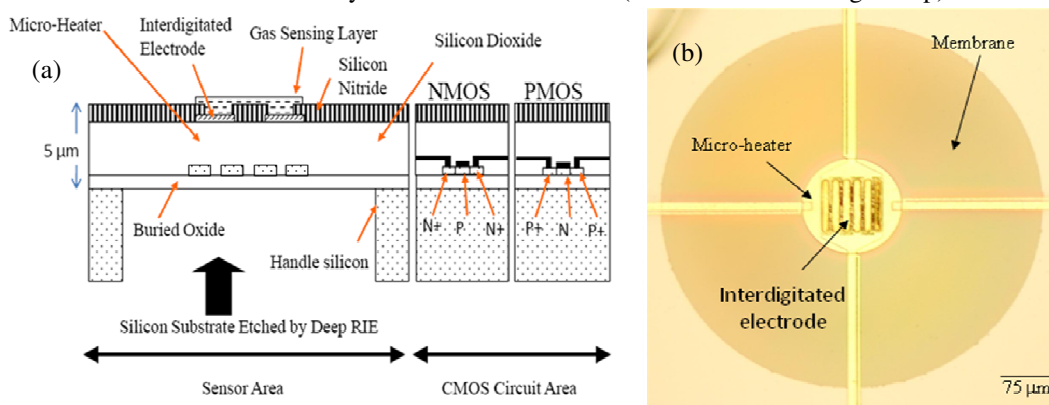 Micro-Heater
Interdigitated
Electrode
Gas Sensing Layer
Silicon
Nitride
Silicon Dioxide
(a)
NMOS
PMOS
5 μm
N+ P N+
P+ N P+
Buried Oxide
Handle silicon
Silicon Substrate Etched by Deep RIE
Sensor Area
CMOS Circuit Area
(b)
Membrane
Micro-heater
Interdigitated
electrode
75 μm